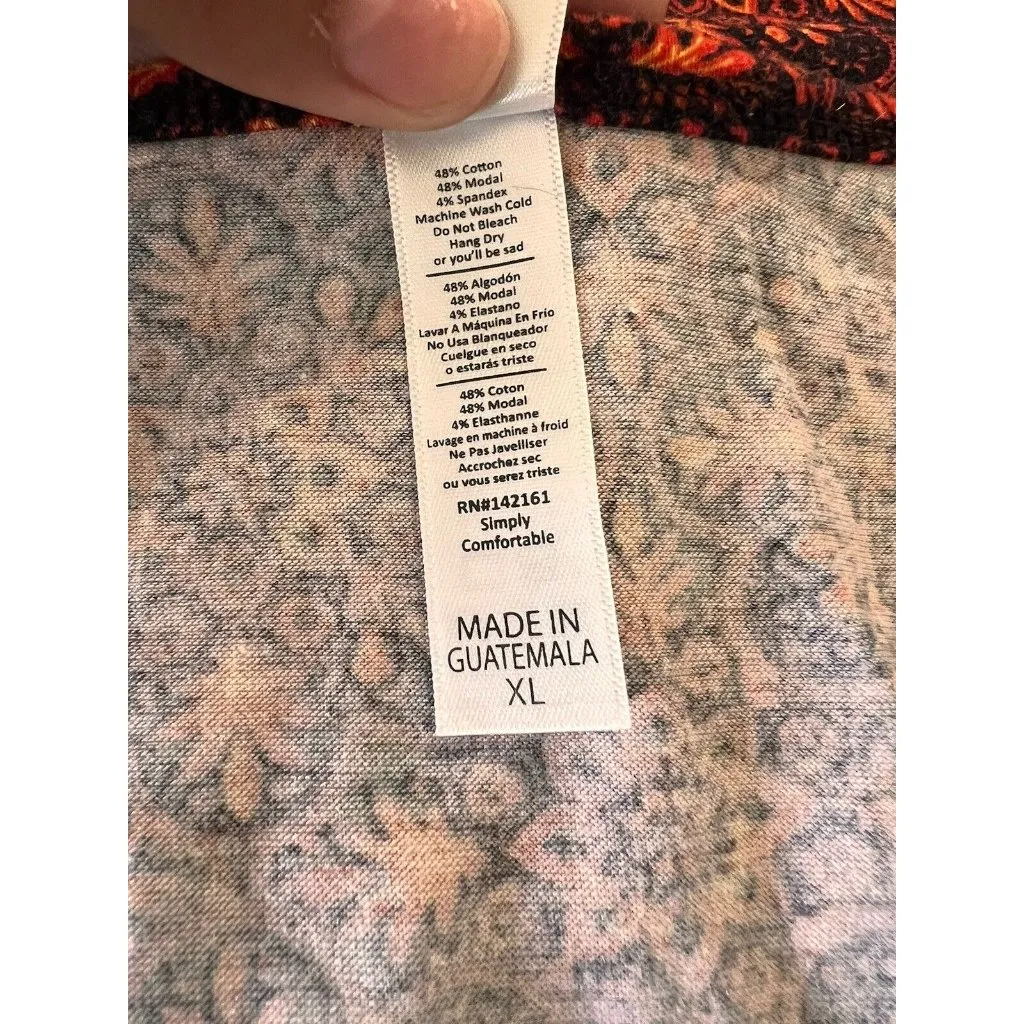 48% Cotton
48% Modal
4% Spandex
Machine Wash Cold
Do Not Bleach
Hang Dry
or you'll be sad
48% Algodón
48% Modal
4% Elastano
Lavar A Máquina En Frío
No Usa Blanqueador
Cuelgue en seco
o estarás triste
48% Coton
48% Modal
4% Elasthanne
Lavage en machine à froid
Ne Pas Javelliser
Accrochez sec
ou vous serez triste
RN#142161
Simply
Comfortable
MADE IN
GUATEMALA
XL